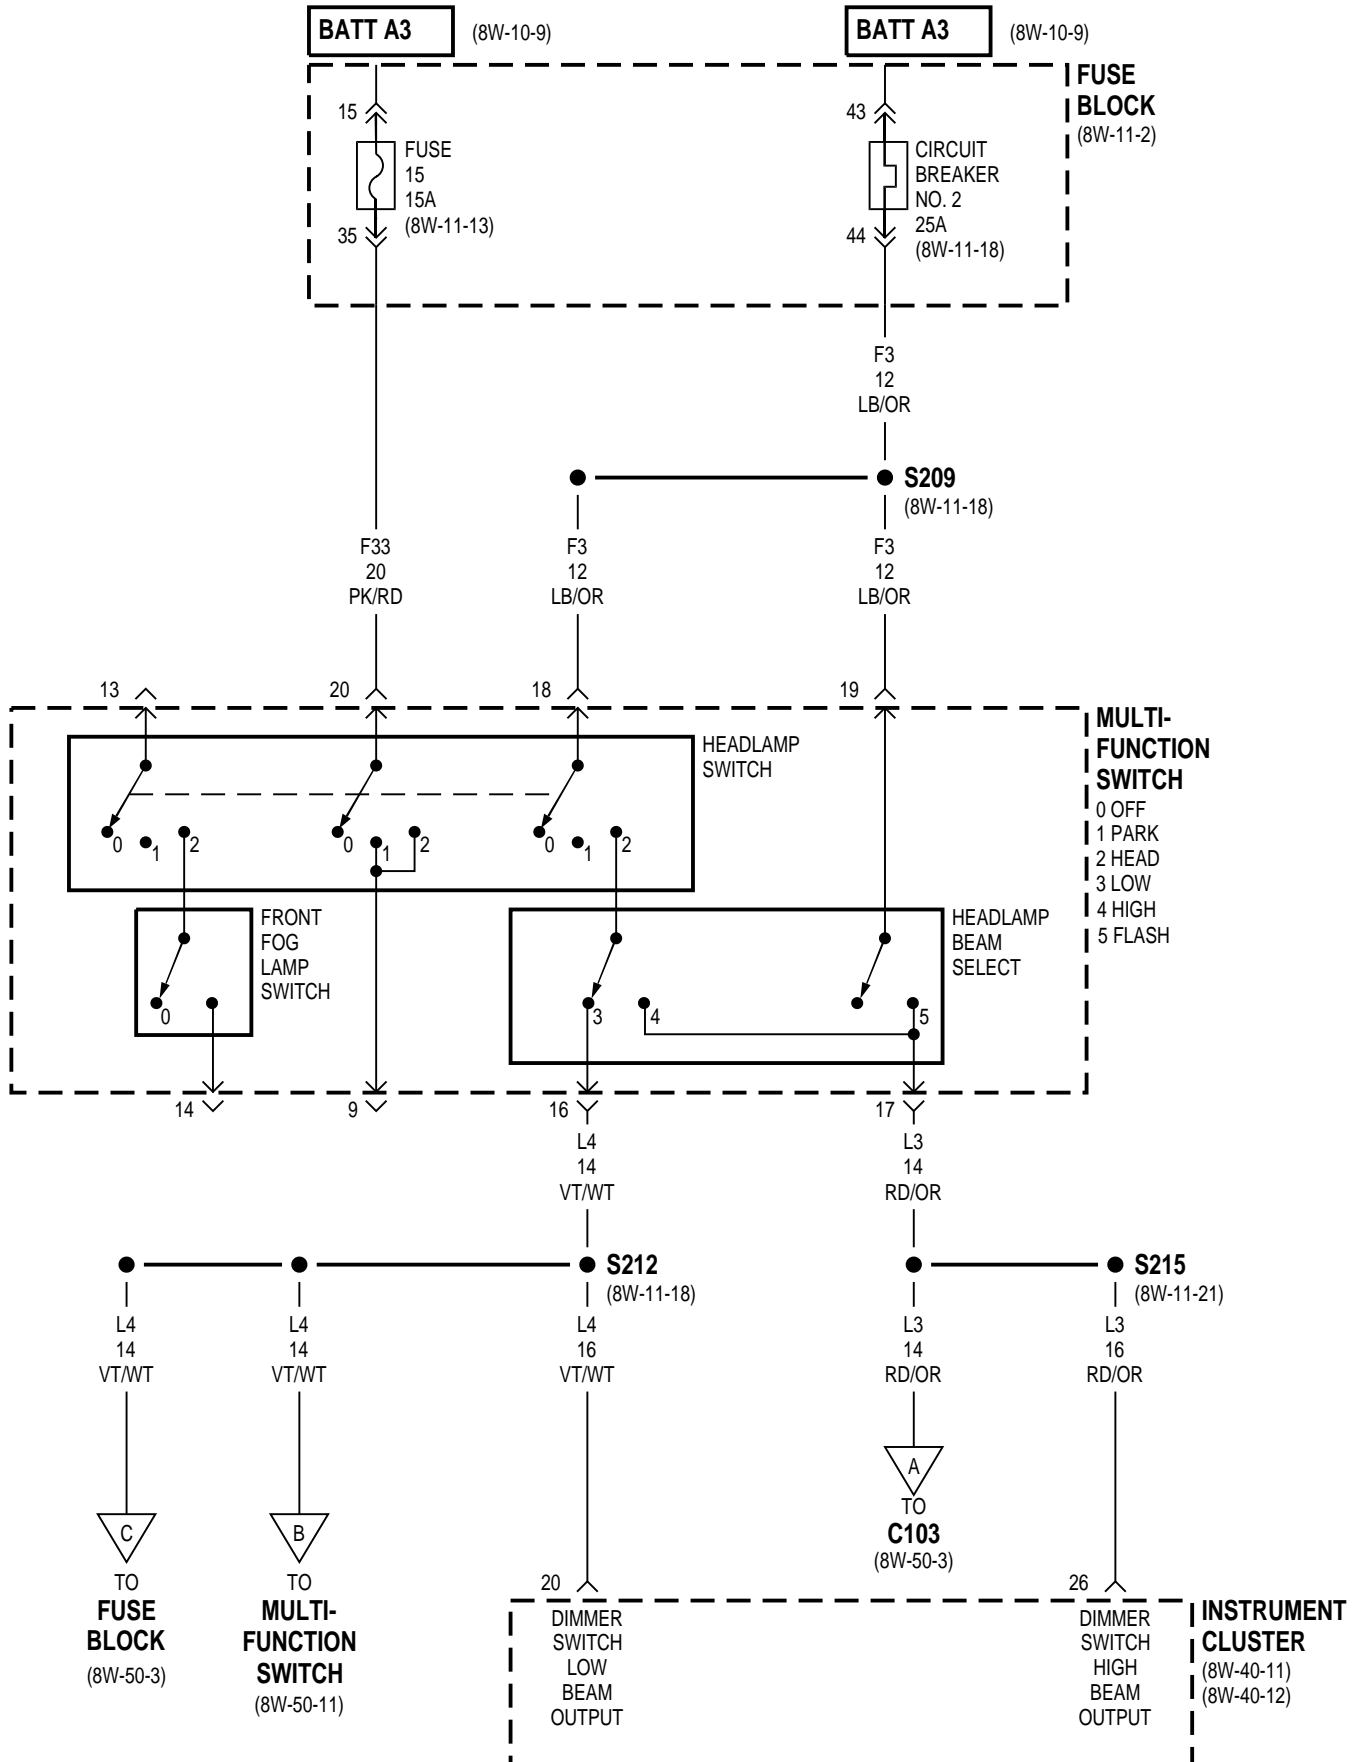 BATT A3
(8W-10-9)
BATT A3
(8W-10-9)
FUSE
BLOCK
(8W-11-2)
15
FUSE
15
15A
(8W-11-13)
35
43
CIRCUIT
BREAKER
NO. 2
25A
(8W-11-18)
44
F3
12
LB/OR
S209
(8W-11-18)
F33
20
PK/RD
F3
12
LB/OR
F3
12
LB/OR
13
20
18
19
MULTI-
FUNCTION
SWITCH
0 OFF
1 PARK
2 HEAD
3 LOW
4 HIGH
5 FLASH
HEADLAMP
SWITCH
0
1
2
0
1
2
0
1
2
FRONT
FOG
LAMP
SWITCH
0
HEADLAMP
BEAM
SELECT
3
4
5
14
9
16
17
L4
14
VT/WT
L3
14
RD/OR
S212
(8W-11-18)
S215
(8W-11-21)
L4
14
VT/WT
L4
14
VT/WT
L4
16
VT/WT
L3
14
RD/OR
L3
16
RD/OR
A
TO
C103
(8W-50-3)
C
TO
FUSE
BLOCK
(8W-50-3)
B
TO
MULTI-
FUNCTION
SWITCH
(8W-50-11)
20
26
DIMMER
SWITCH
LOW
BEAM
OUTPUT
DIMMER
SWITCH
HIGH
BEAM
OUTPUT
INSTRUMENT
CLUSTER
(8W-40-11)
(8W-40-12)